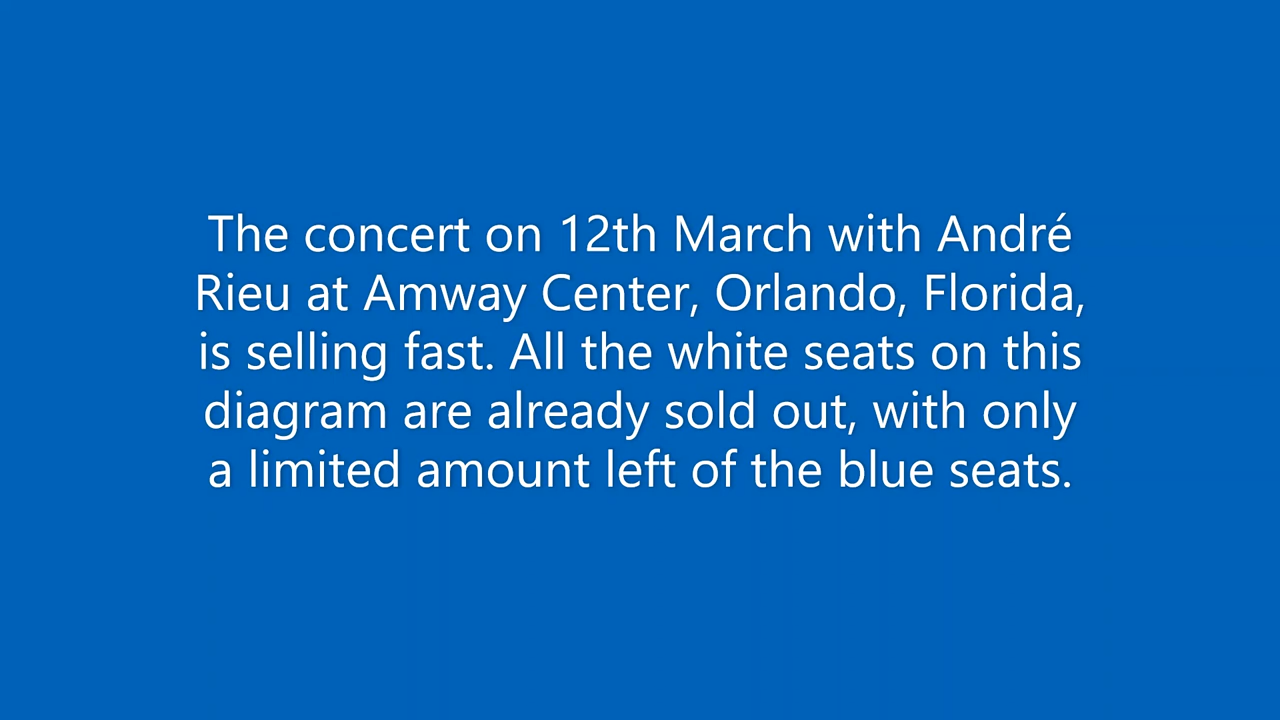 The concert on 12th March with André
Rieu at Amway Center, Orlando, Florida,
is selling fast. All the white seats on this
diagram are already sold out, with only
a limited amount left of the blue seats.